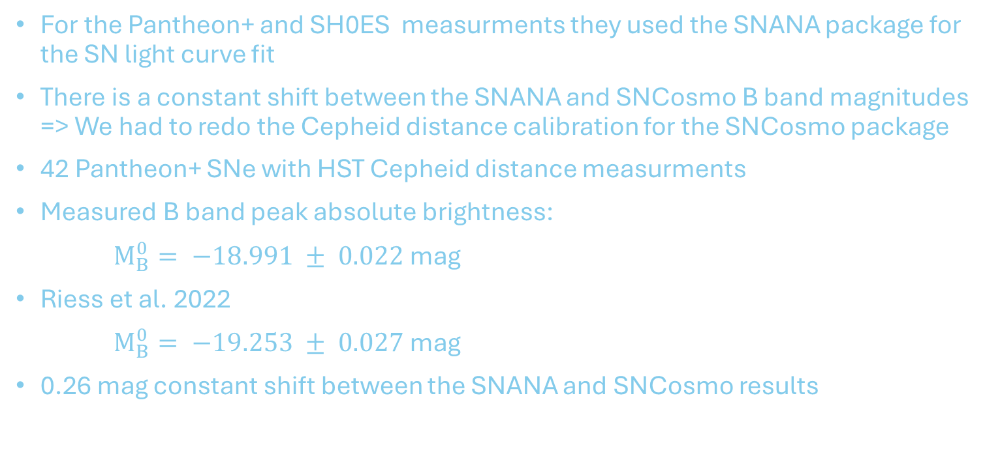 • For the Pantheon+ and SH0ES  measurments they used the SNANA package for
the SN light curve fit
• There is a constant shift between the SNANA and SNCosmo B band magnitudes
=> We had to redo the Cepheid distance calibration for the SNCosmo package
• 42 Pantheon+ SNe with HST Cepheid distance measurments
• Measured B band peak absolute brightness:
M_B^0 = −18.991 ± 0.022 mag
• Riess et al. 2022
M_B^0 = −19.253 ± 0.027 mag
• 0.26 mag constant shift between the SNANA and SNCosmo results